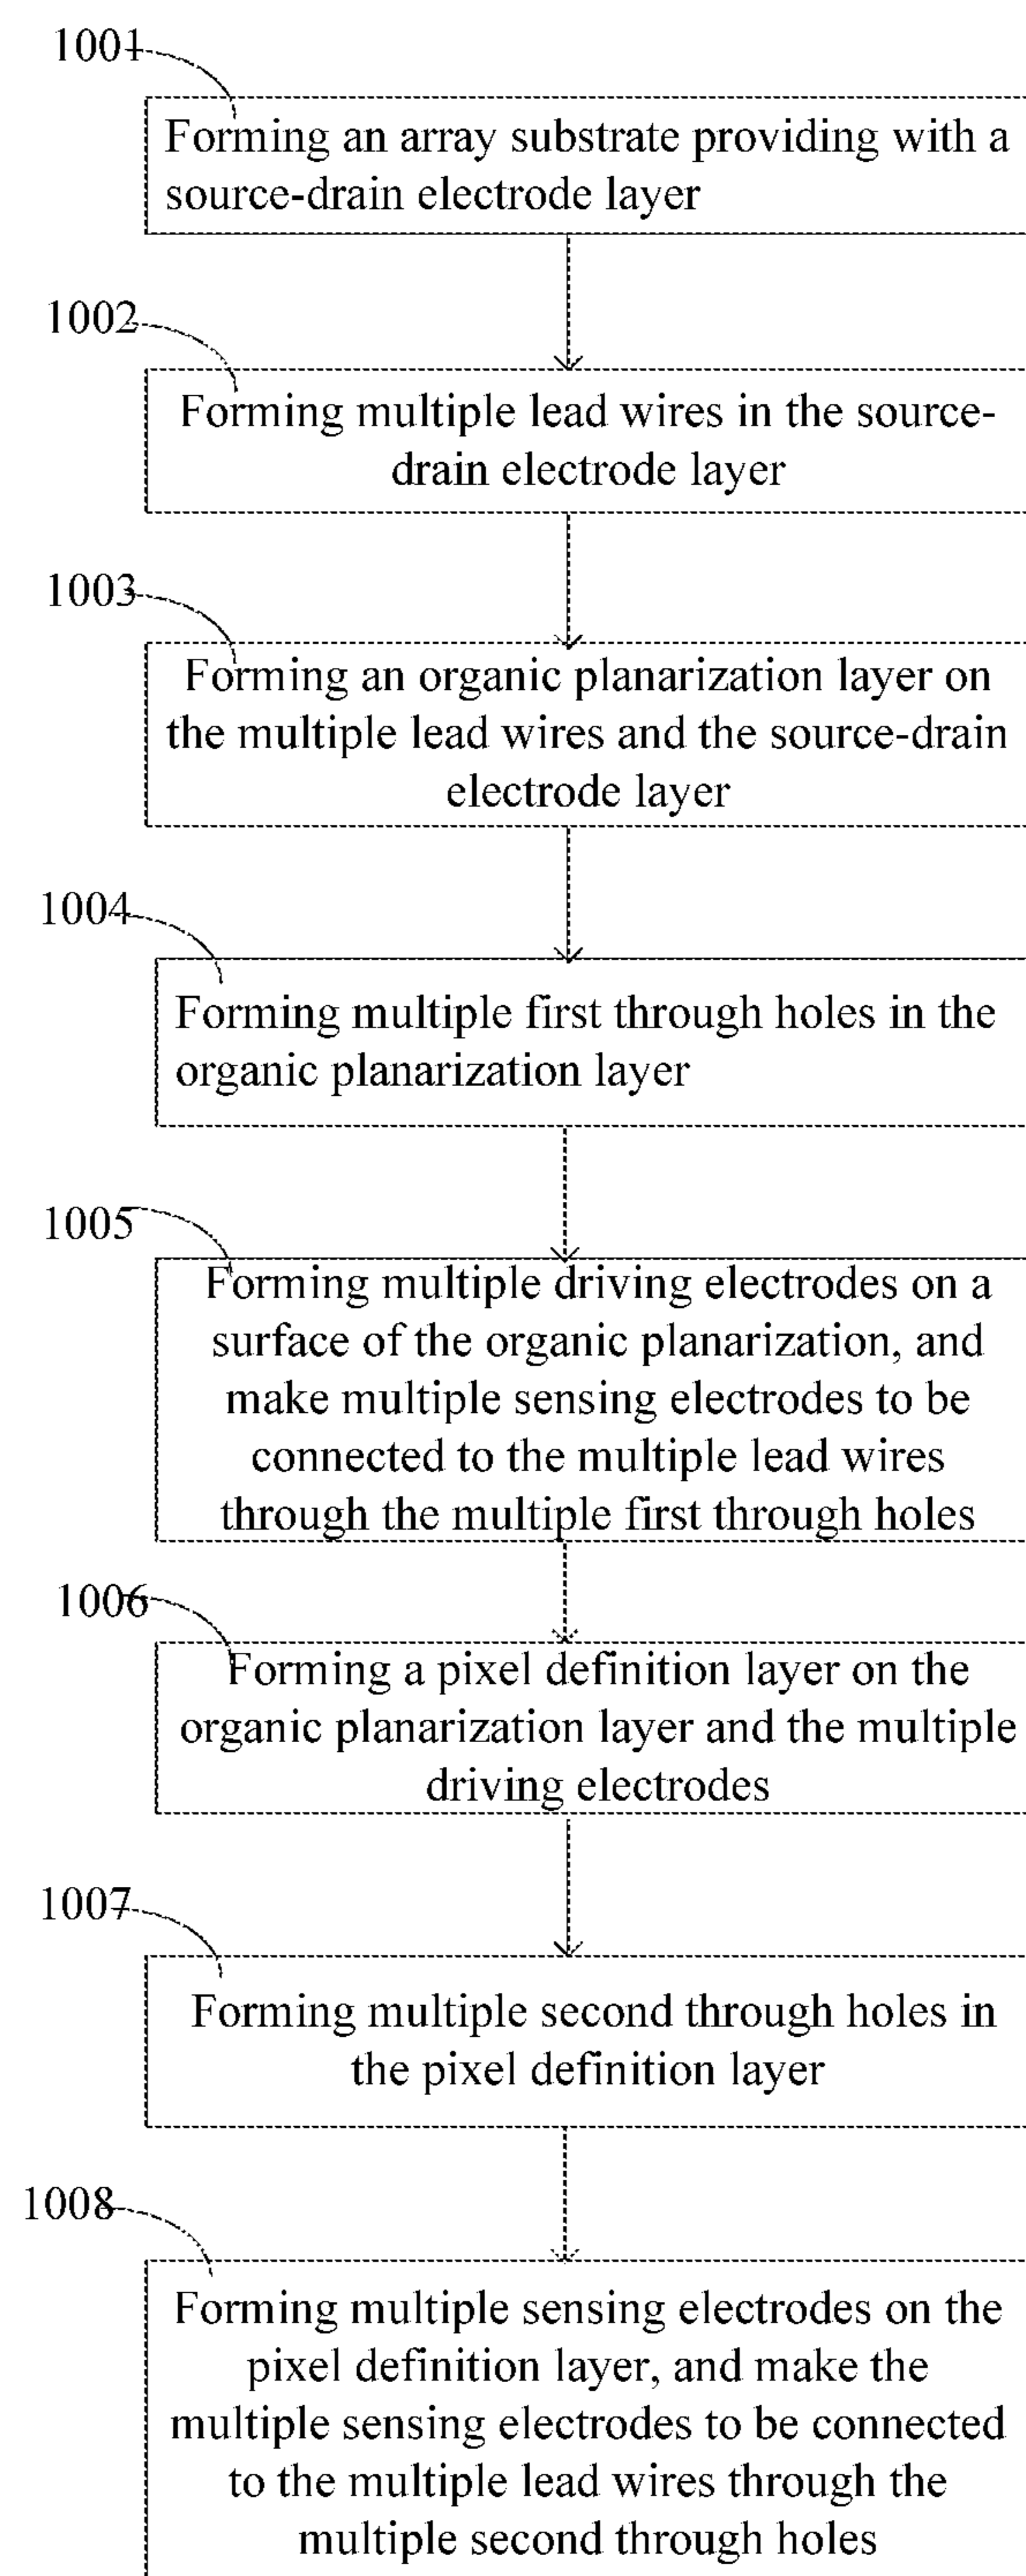 1001
Forming an array substrate providing with a
source-drain electrode layer
1002
Forming multiple lead wires in the source-
drain electrode layer
1003
Forming an organic planarization layer on
the multiple lead wires and the source-drain
electrode layer
1004
Forming multiple first through holes in the
organic planarization layer
1005
Forming multiple driving electrodes on a
surface of the organic planarization, and
make multiple sensing electrodes to be
connected to the multiple lead wires
through the multiple first through holes
1006
Forming a pixel definition layer on the
organic planarization layer and the multiple
driving electrodes
1007
Forming multiple second through holes in
the pixel definition layer
1008
Forming multiple sensing electrodes on the
pixel definition layer, and make the
multiple sensing electrodes to be connected
to the multiple lead wires through the
multiple second through holes